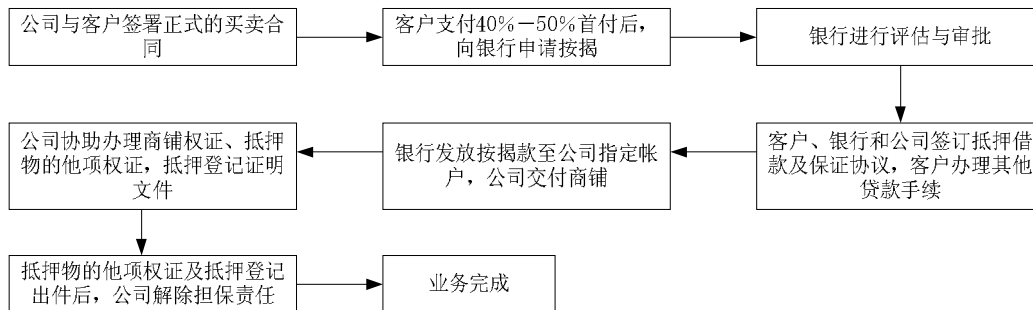 公司与客户签署正式的买卖合
同
客户支付40%－50%首付后，
向银行申请按揭
银行进行评估与审批
客户、银行和公司签订抵押借
款及保证协议，客户办理其他
贷款手续
银行发放按揭款至公司指定帐
户，公司交付商铺
公司协助办理商铺权证、抵押
物的他项权证，抵押登记证明
文件
抵押物的他项权证及抵押登记
出件后，公司解除担保责任
业务完成